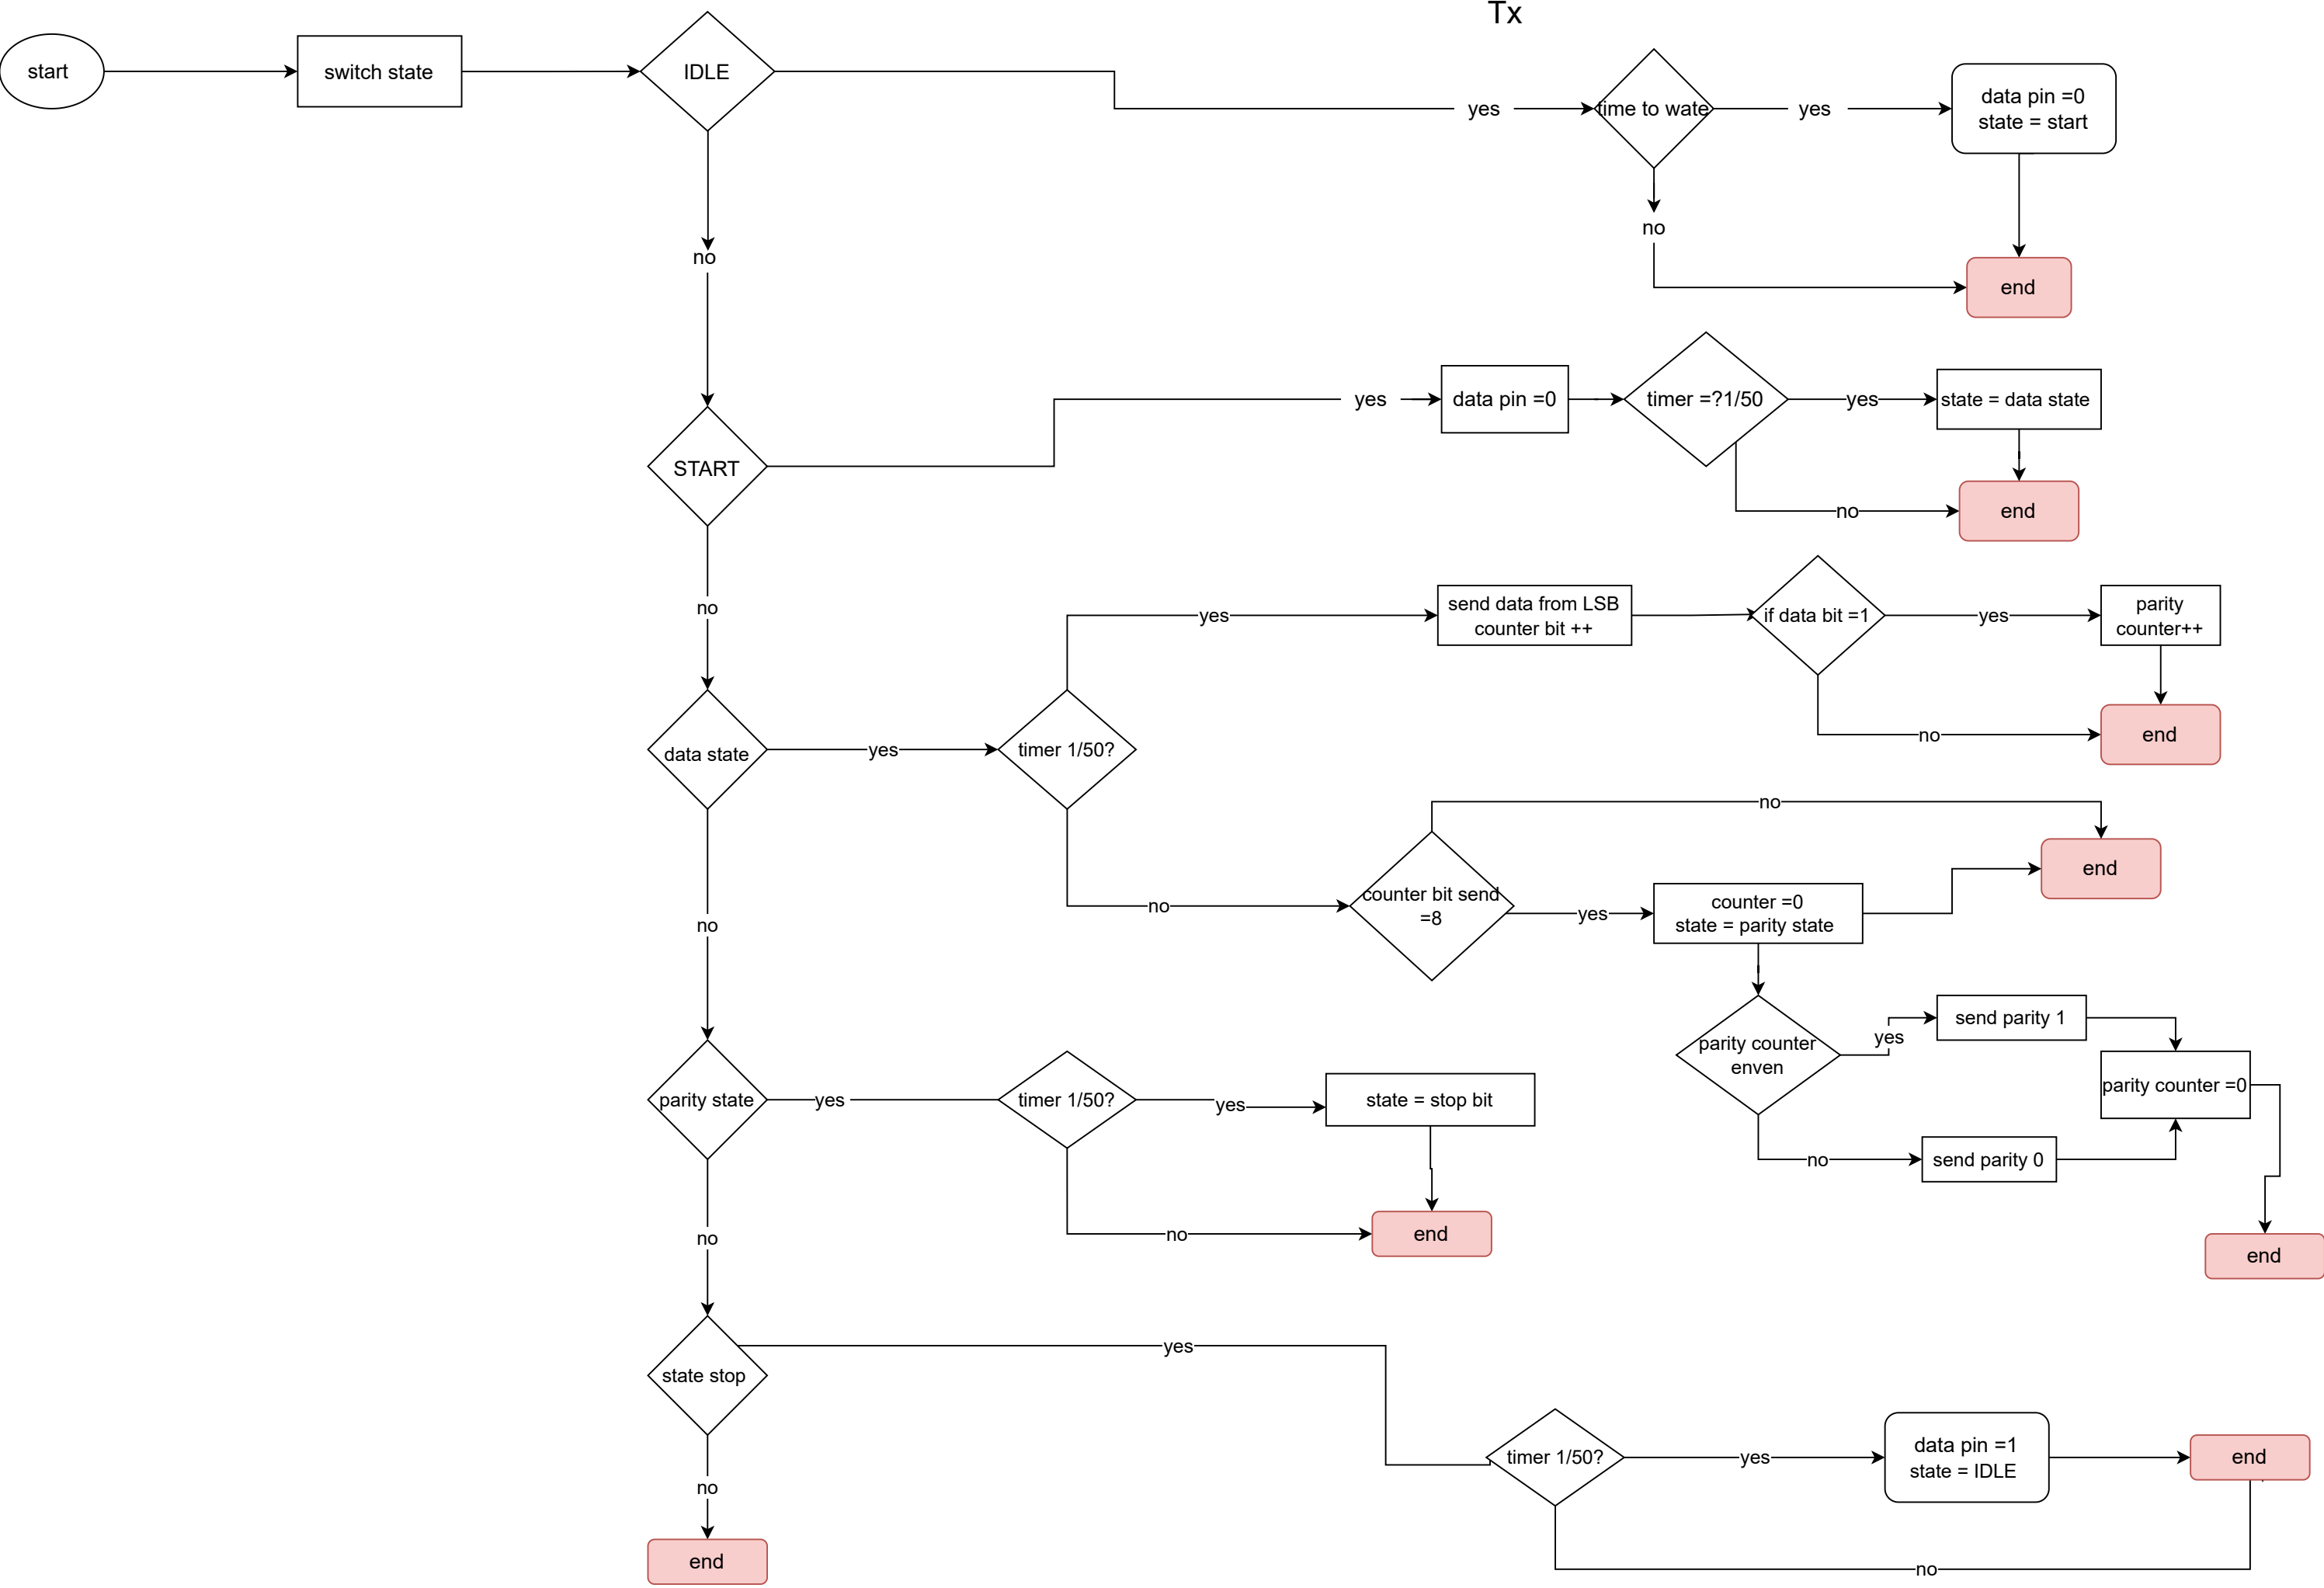 Tx
start
switch state
IDLE
yes
time to wate
yes
data pin =0
state = start
no
no
end
START
yes
data pin =0
timer =?1/50
yes
state = data state
no
end
no
data state
yes
timer 1/50?
yes
send data from LSB
counter bit ++
if data bit =1
yes
parity
counter++
no
end
no
counter bit send
=8
no
end
yes
counter =0
state = parity state
parity counter
enven
yes
send parity 1
no
send parity 0
parity counter =0
end
no
parity state
yes
timer 1/50?
yes
state = stop bit
no
end
no
state stop
yes
timer 1/50?
yes
data pin =1
state = IDLE
end
no
no
end